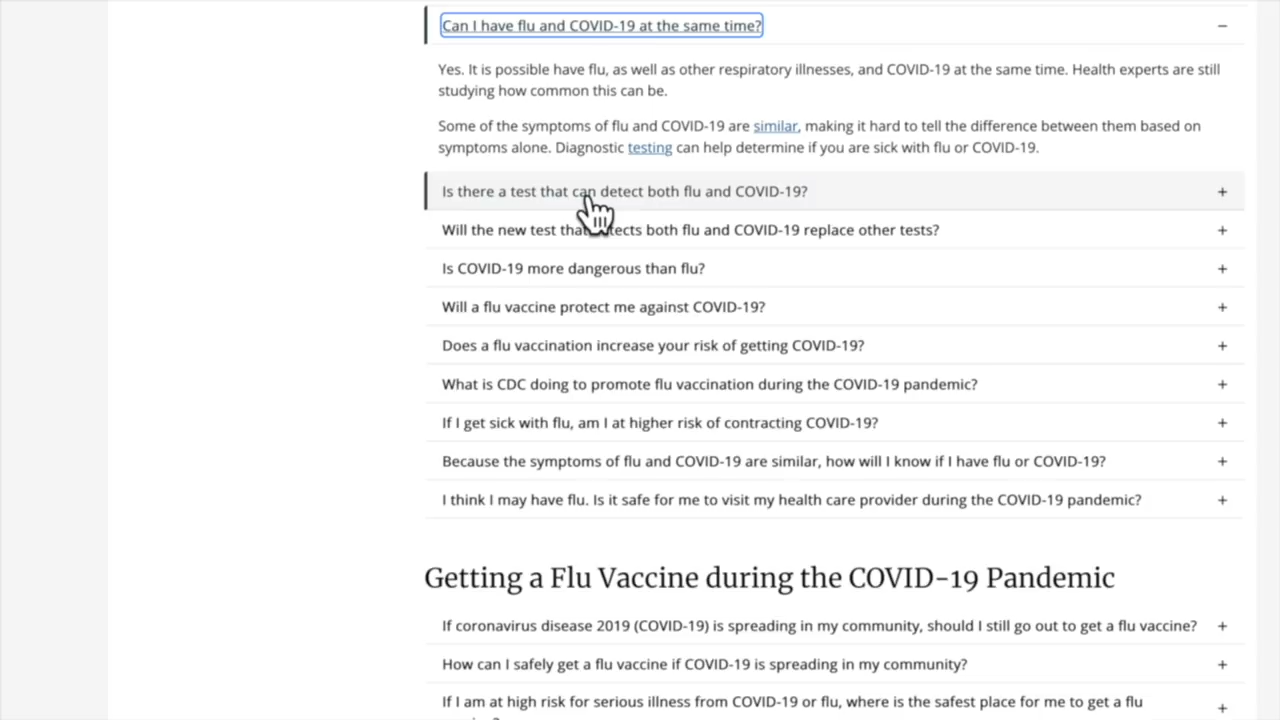 Can I have flu and COVID-19 at the same time? −
Yes. It is possible have flu, as well as other respiratory illnesses, and COVID-19 at the same time. Health experts are still
studying how common this can be.
Some of the symptoms of flu and COVID-19 are similar, making it hard to tell the difference between them based on
symptoms alone. Diagnostic testing can help determine if you are sick with flu or COVID-19.
Is there a test that can detect both flu and COVID-19? +
Will the new test that both flu and COVID-19 replace other tests? +
Is COVID-19 more dangerous than flu? +
Will a flu vaccine protect me against COVID-19? +
Does a flu vaccination increase your risk of getting COVID-19? +
What is CDC doing to promote flu vaccination during the COVID-19 pandemic? +
If I get sick with flu, am I at higher risk of contracting COVID-19? +
Because the symptoms of flu and COVID-19 are similar, how will I know if I have flu or COVID-19? +
I think I may have flu. Is it safe for me to visit my health care provider during the COVID-19 pandemic? +
Getting a Flu Vaccine during the COVID-19 Pandemic
If coronavirus disease 2019 (COVID-19) is spreading in my community, should I still go out to get a flu vaccine? +
How can I safely get a flu vaccine if COVID-19 is spreading in my community? +
If I am at high risk for serious illness from COVID-19 or flu, where is the safest place for me to get a flu +